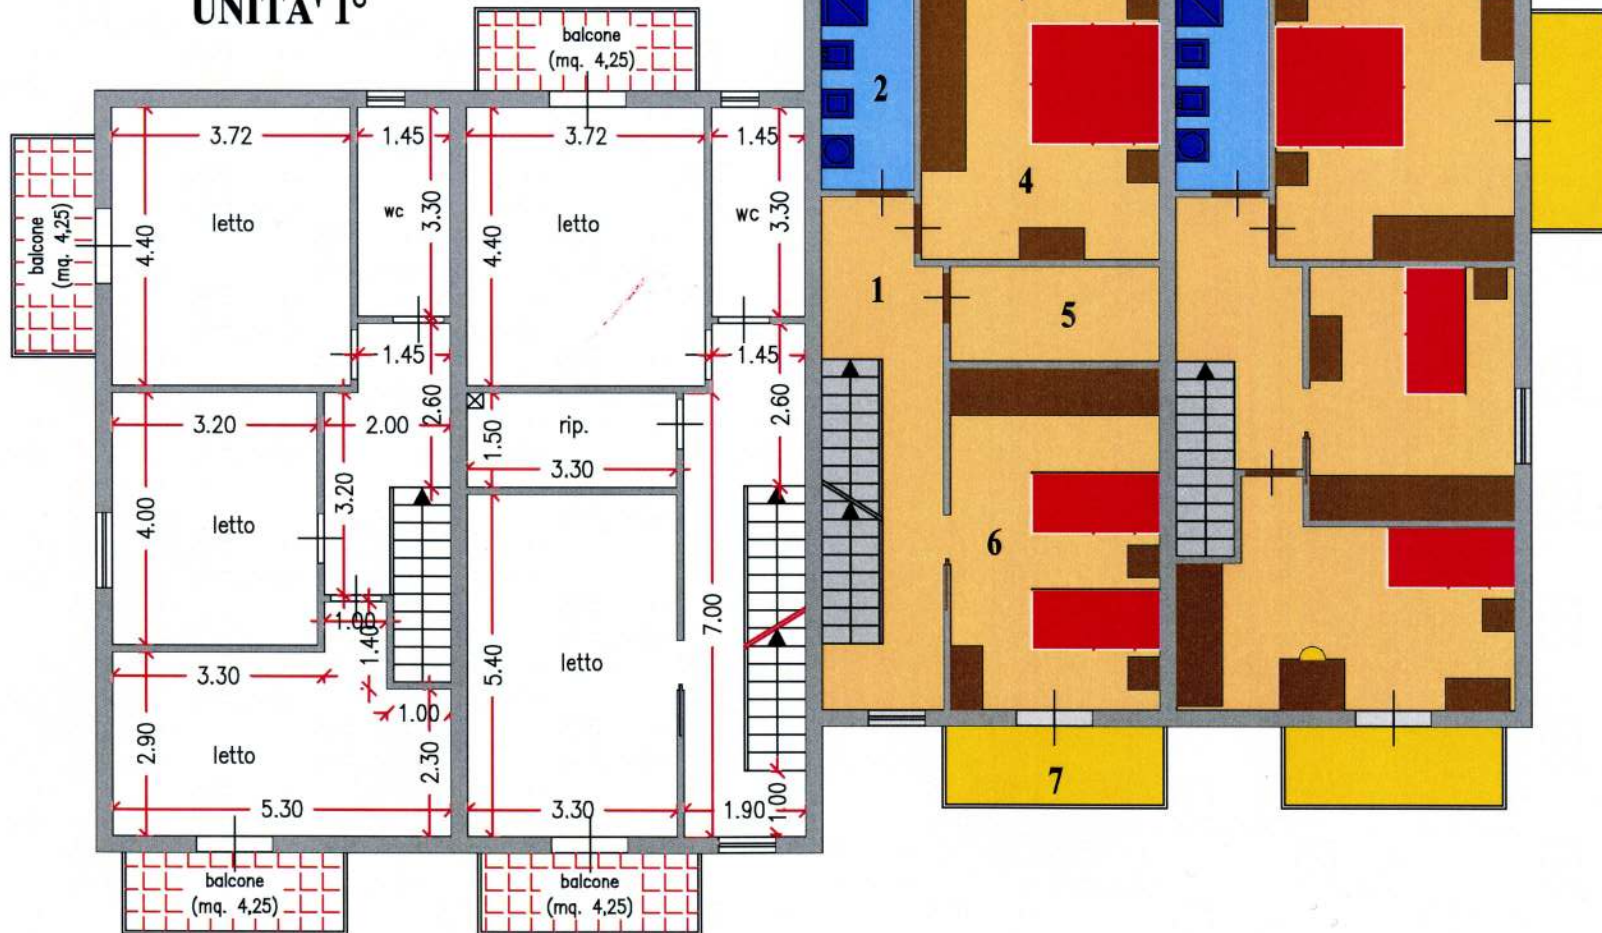 UNITA' 1°
balcone
(mq. 4,25)
3.72
1.45
3.72
1.45
2
balcone
(mq. 4,25)
4.40
letto
wc
3.30
4.40
letto
wc
3.30
4
1
5
1.45
1.45
3.20
2.00
2.60
1.50
rip.
2.60
3.30
4.00
letto
3.20
6
1.00
1.40
7.00
5.40
letto
3.30
1.00
2.90
letto
2.30
7
5.30
3.30
1.90
1.00
balcone
(mq. 4,25)
balcone
(mq. 4,25)